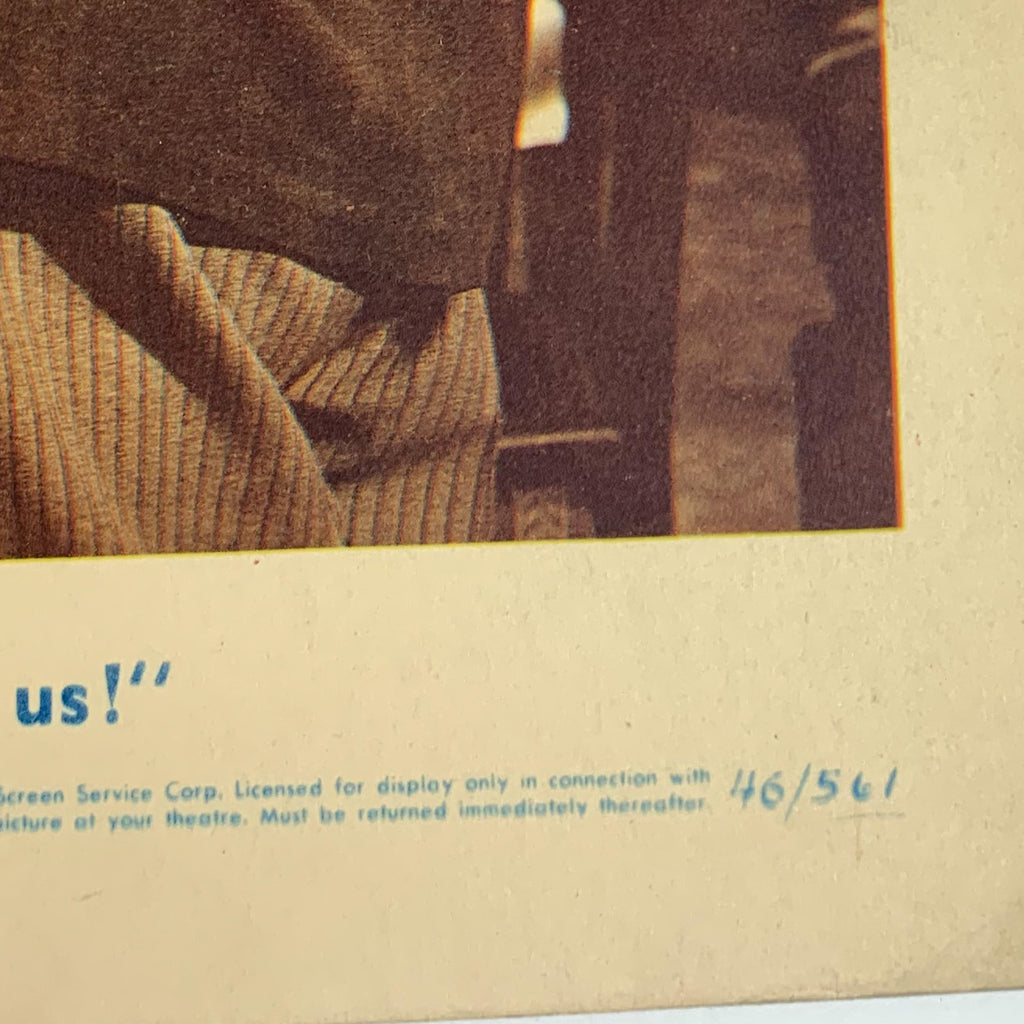 us!"
Screen Service Corp. Licensed for display only in connection with
picture at your theatre. Must be returned immediately thereafter.
46/561